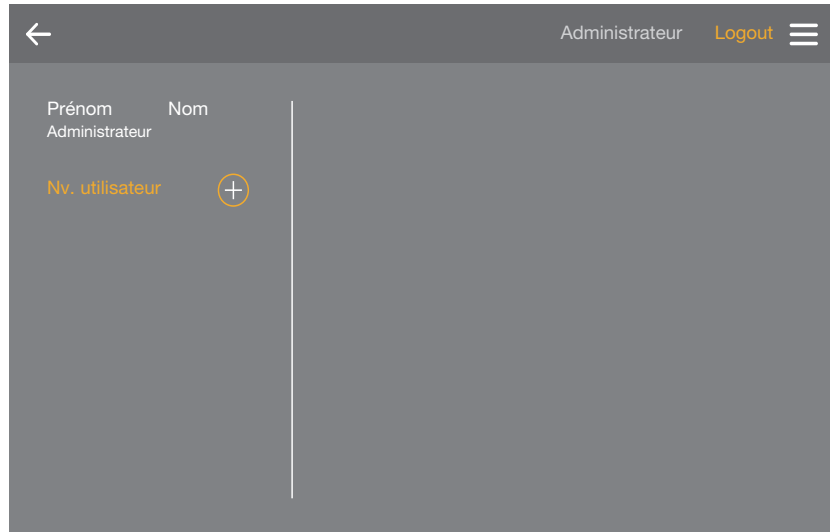 Administrateur Logout
Prénom Nom
Administrateur
Nv. utilisateur